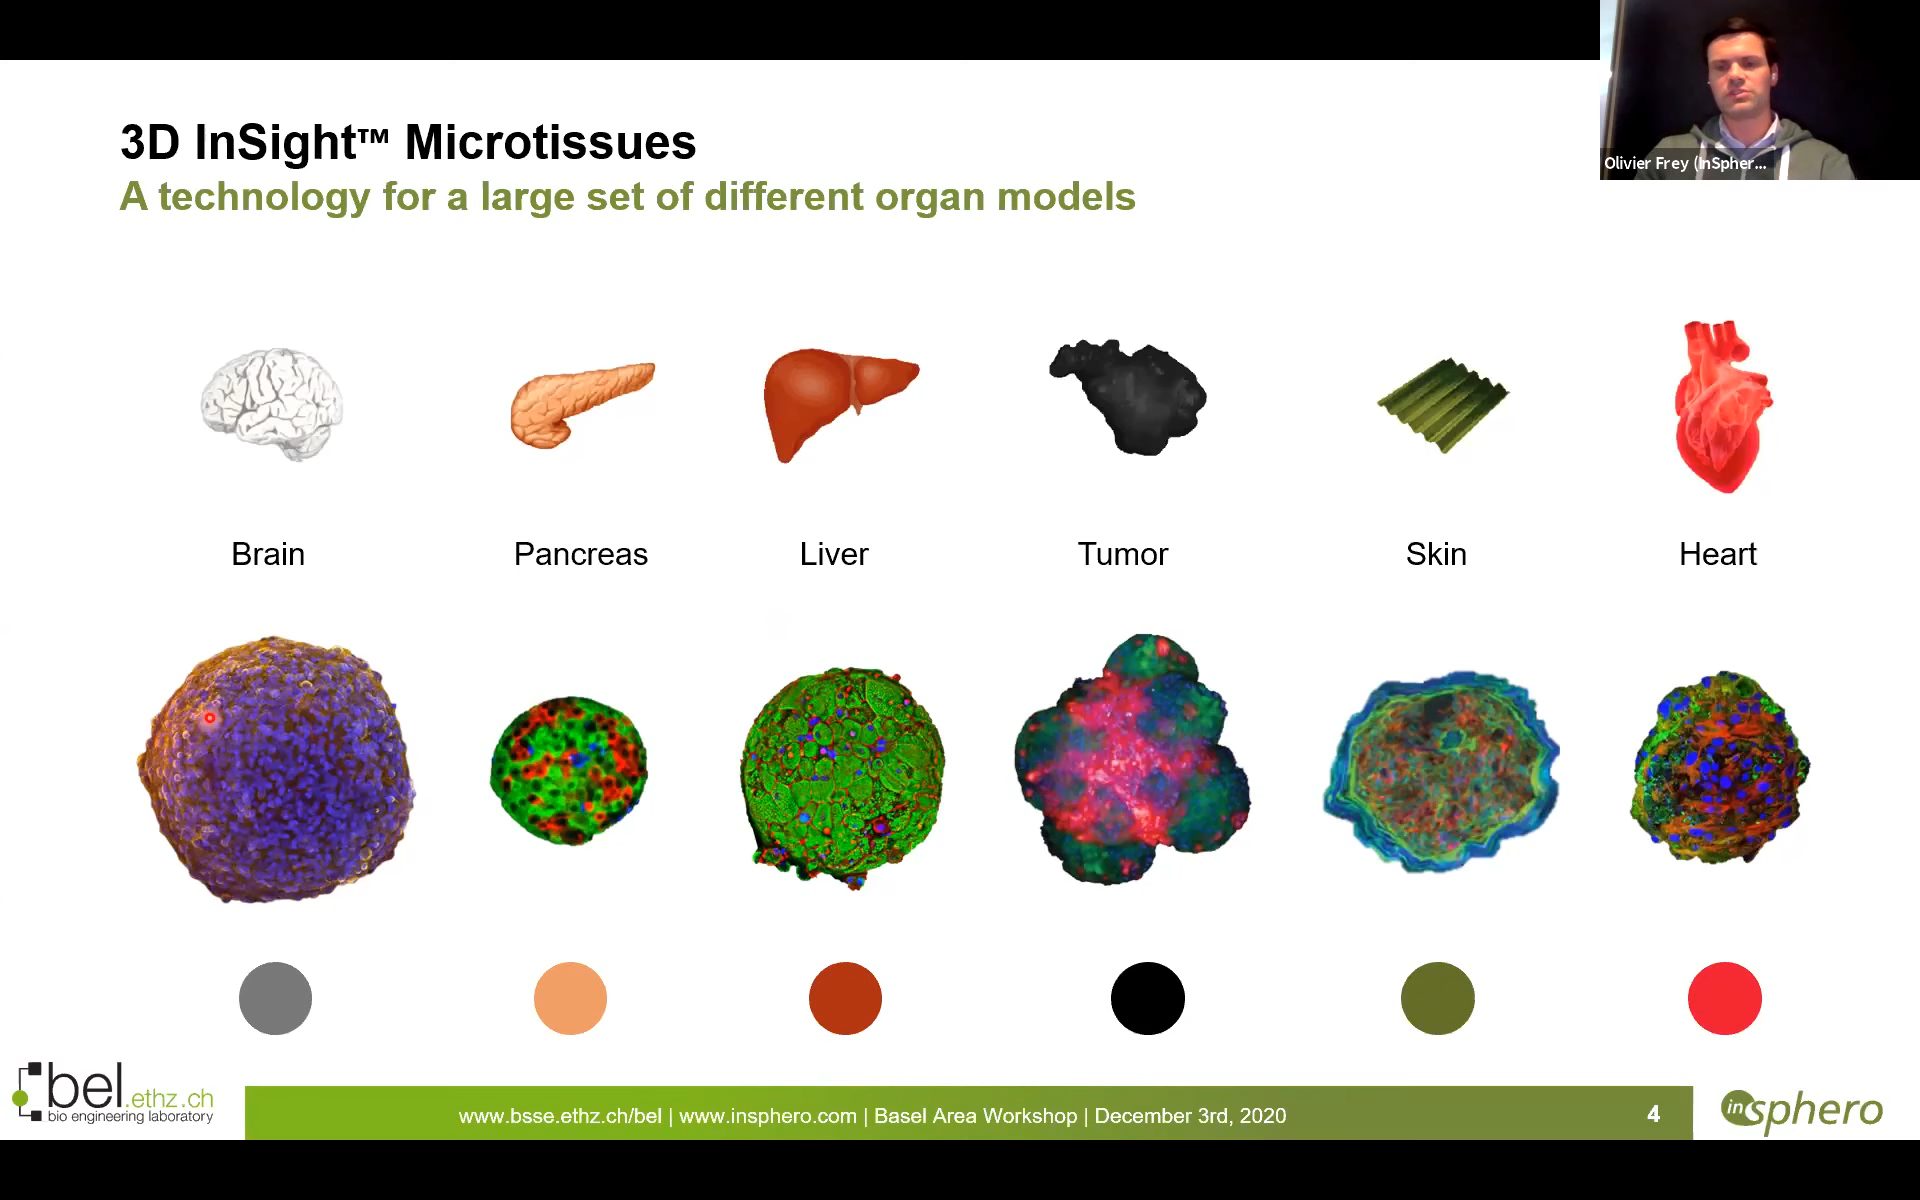 3D InSight™ Microtissues
A technology for a large set of different organ models
Olivier Frey (InSpher...
Brain Pancreas Liver Tumor Skin Heart
bel.ethz.ch
bio engineering laboratory
www.bsse.ethz.ch/bel | www.insphero.com | Basel Area Workshop | December 3rd, 2020
4
insphero